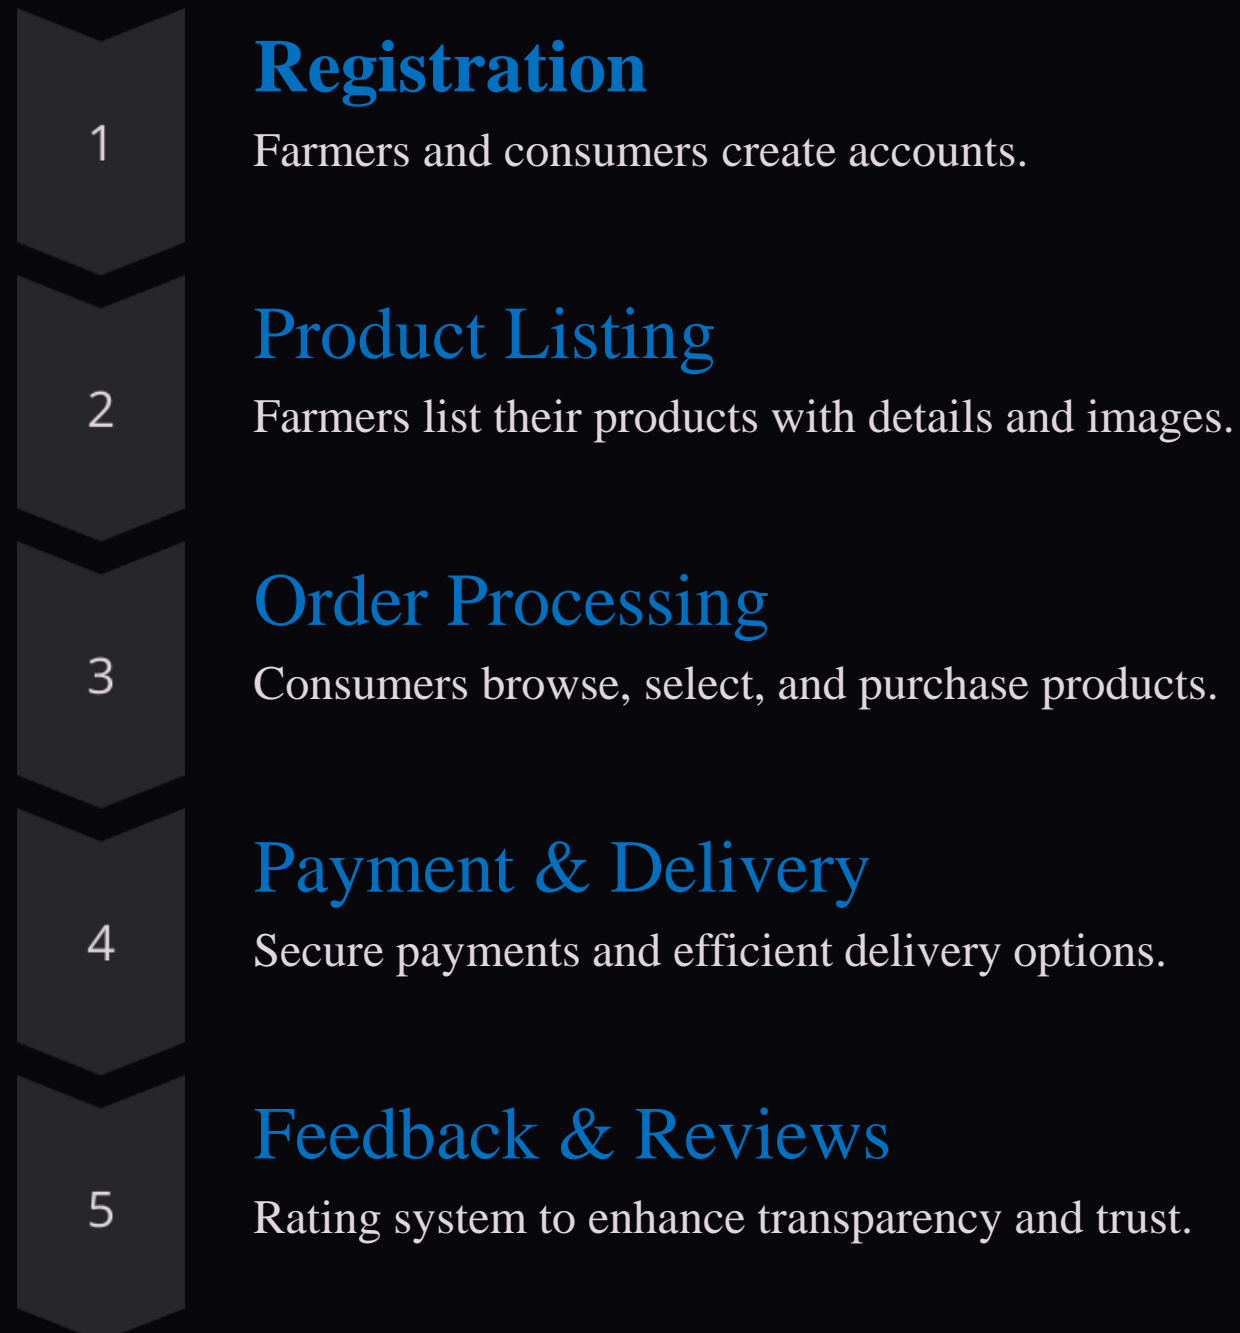 Registration
1
Farmers and consumers create accounts.
Product Listing
2
Farmers list their products with details and images.
Order Processing
3
Consumers browse, select, and purchase products.
Payment & Delivery
4
Secure payments and efficient delivery options.
Feedback & Reviews
5
Rating system to enhance transparency and trust.